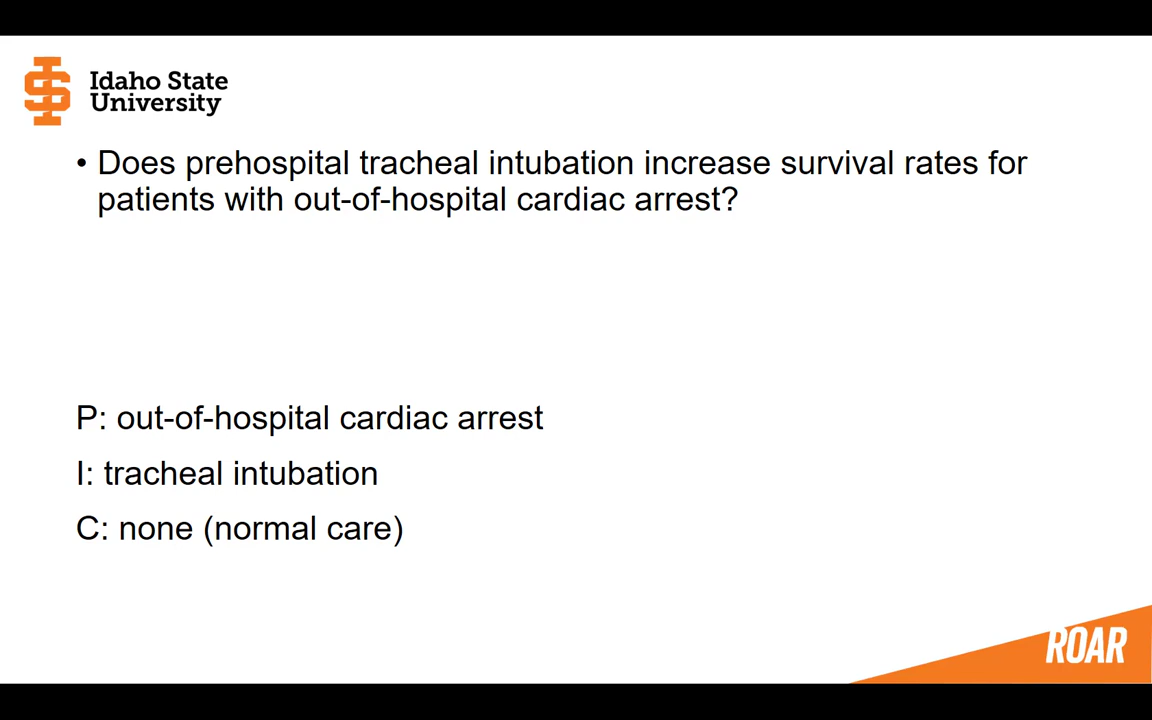 Idaho State
University
• Does prehospital tracheal intubation increase survival rates for
patients with out-of-hospital cardiac arrest?
P: out-of-hospital cardiac arrest
I: tracheal intubation
C: none (normal care)
ROAR